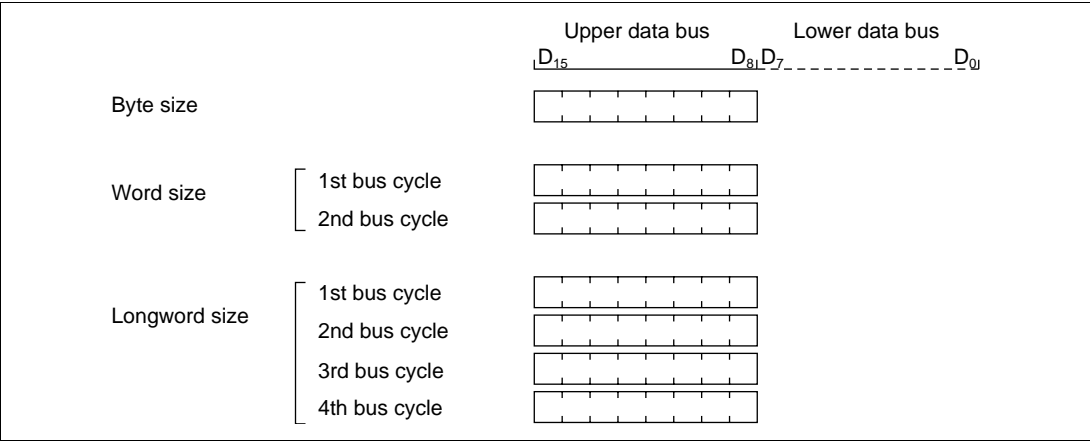 Upper data bus Lower data bus
D15 D8 D7 D0
Byte size
Word size
1st bus cycle
2nd bus cycle
Longword size
1st bus cycle
2nd bus cycle
3rd bus cycle
4th bus cycle